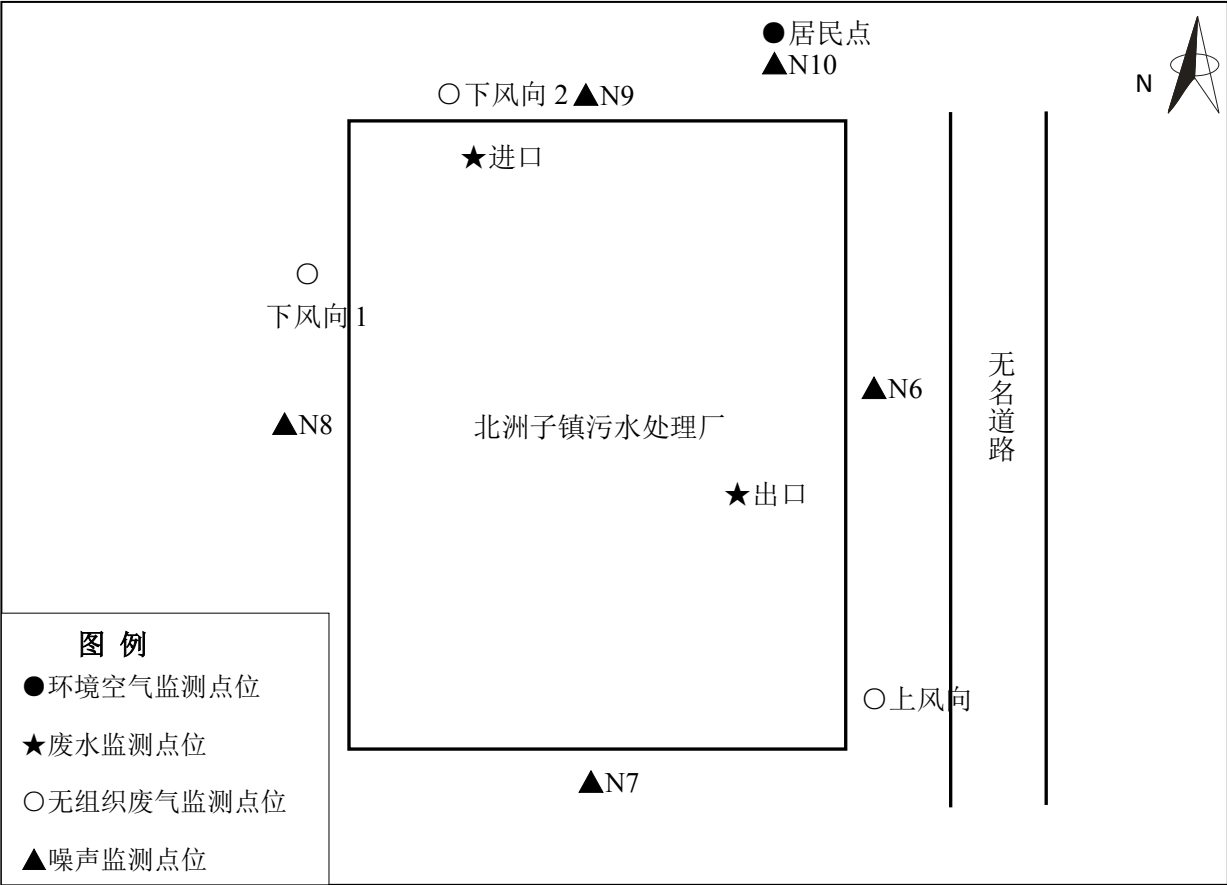 ●居民点
▲N10
N
○下风向 2▲N9
★进口
○
下风向 1
无名道路
▲N6
▲N8
北洲子镇污水处理厂
★出口
○上风向
▲N7
图 例
●环境空气监测点位
★废水监测点位
○无组织废气监测点位
▲噪声监测点位